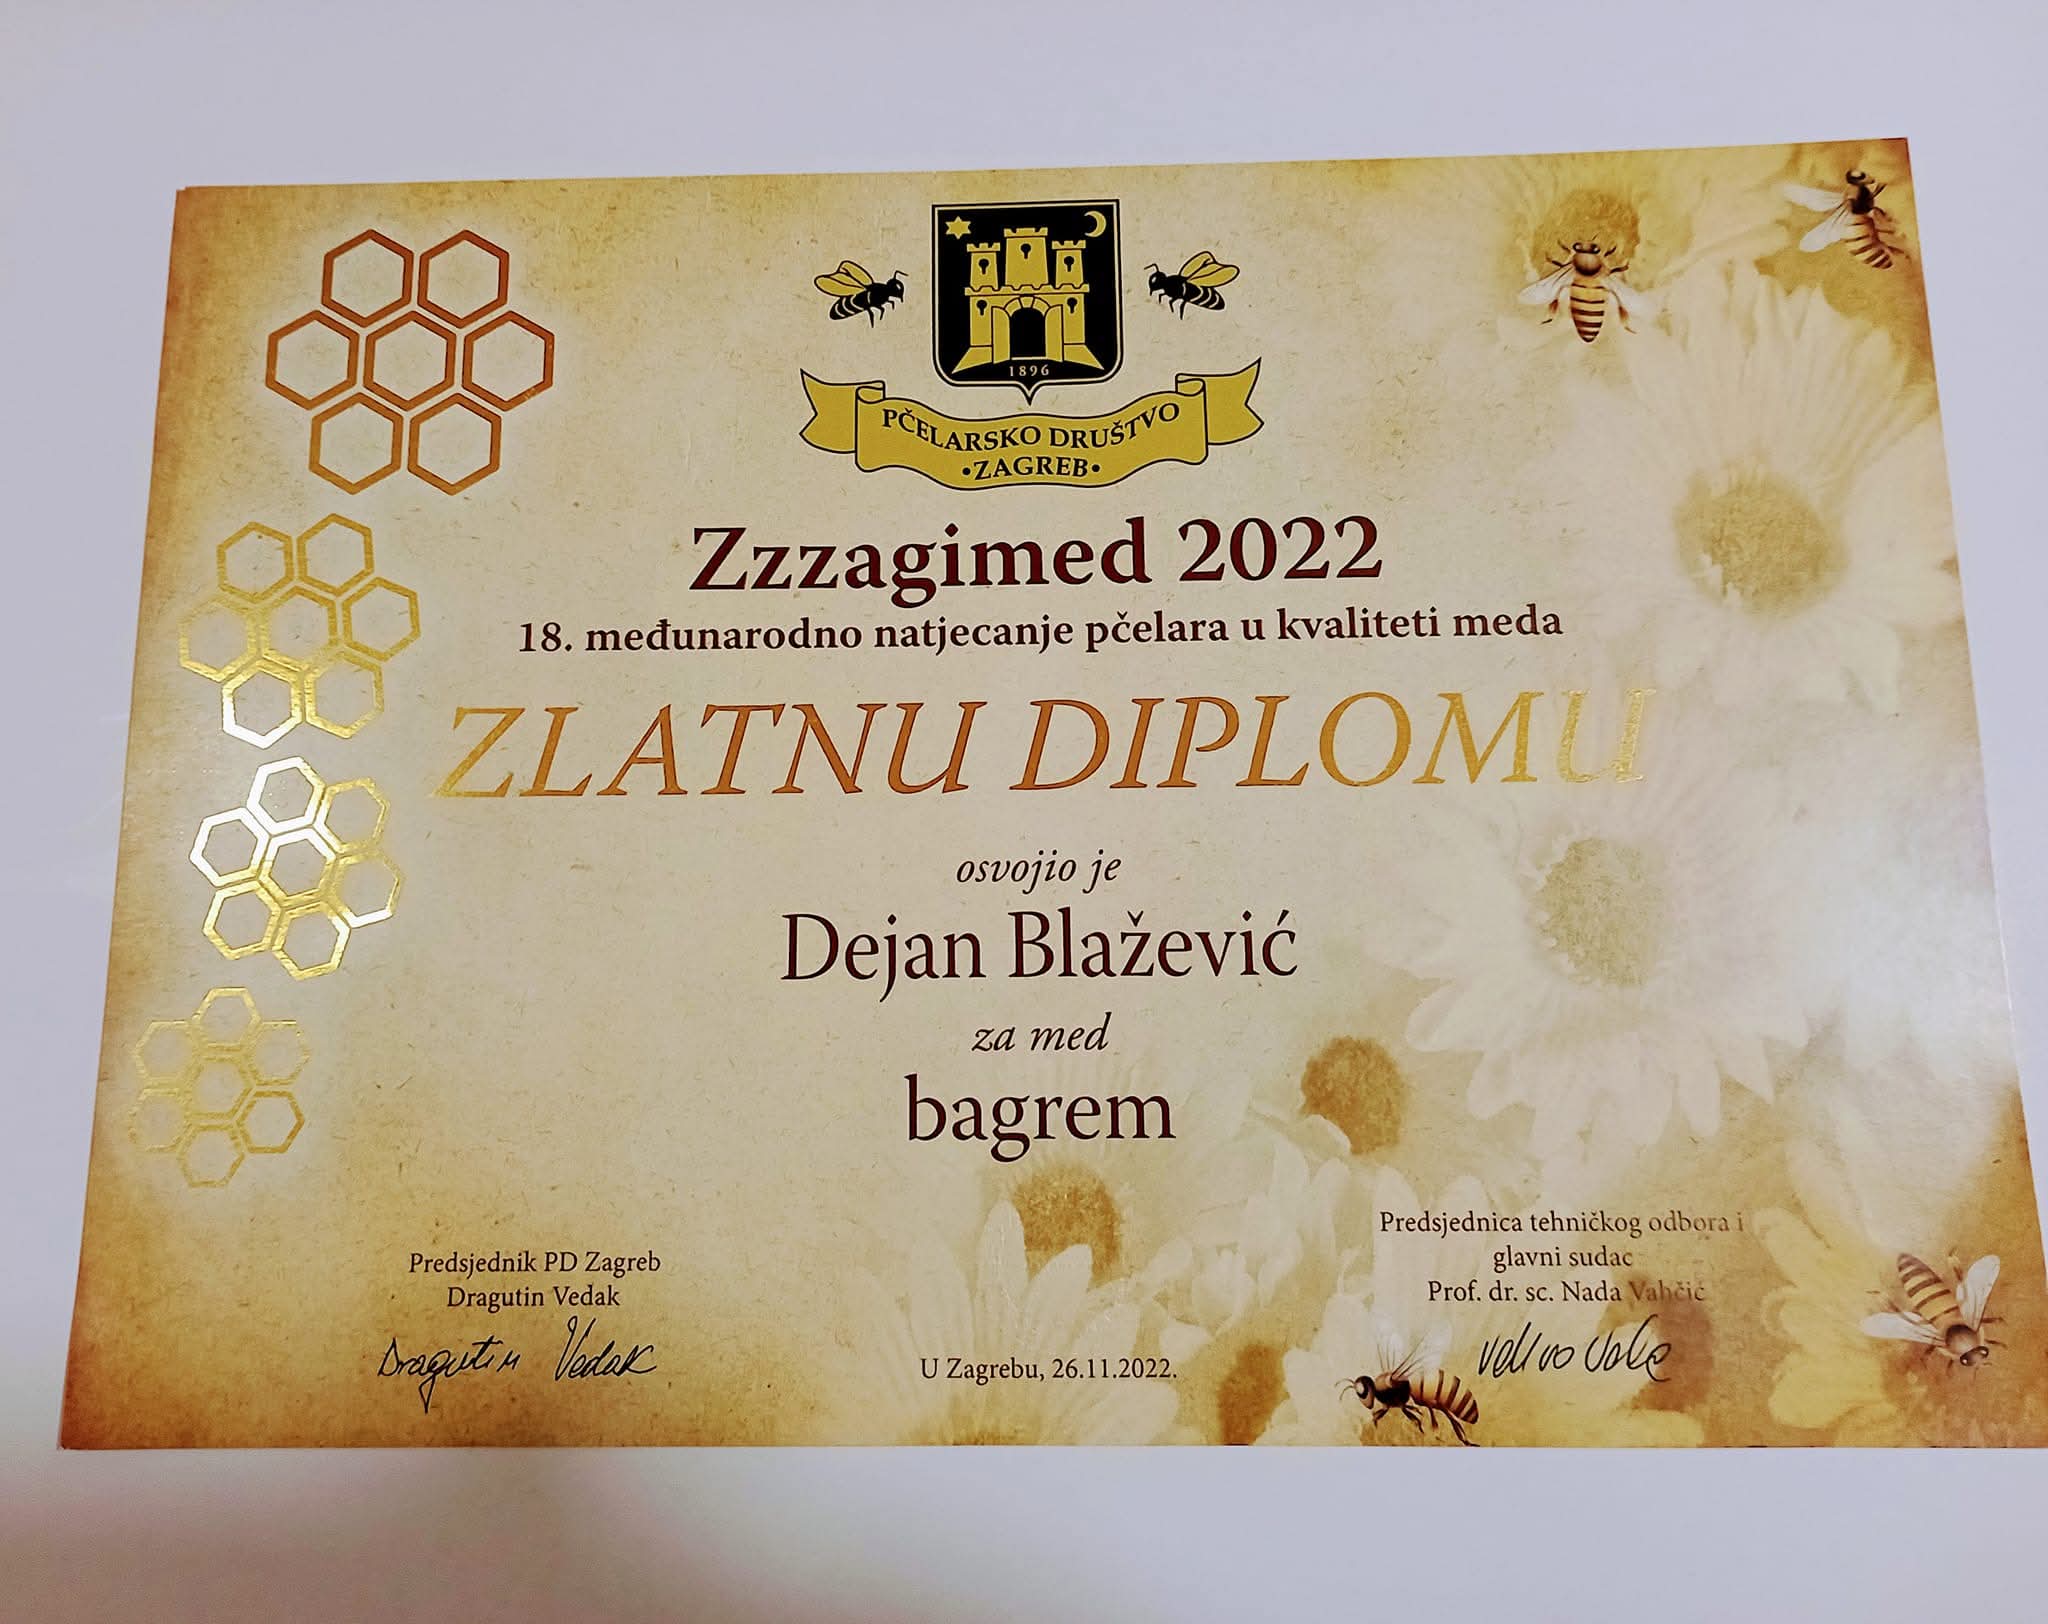 1896
PČELARSKO DRUŠTVO
•ZAGREB•
Zzzagimed 2022
18. međunarodno natjecanje pčelara u kvaliteti meda
ZLATNU DIPLOMU
osvojio je
Dejan Blažević
za med
bagrem
Predsjednik PD Zagreb
Dragutin Vedak
Dragutin Vedak
U Zagrebu, 26.11.2022.
Predsjednica tehničkog odbora i
glavni sudac
Prof. dr. sc. Nada Vahčić